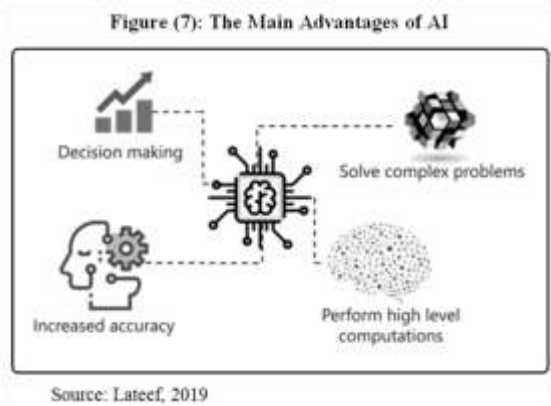 Figure (7): The Main Advantages of AI
Decision making
Solve complex problems
Increased accuracy
Perform high level
computations
Source: Lateef, 2019